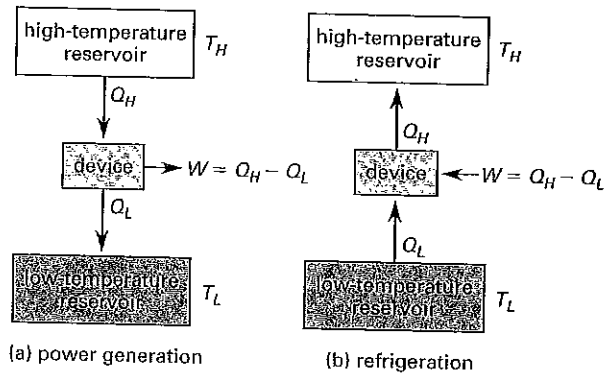 high-temperature
reservoir
T_H
Q_H
device
W = Q_H − Q_L
Q_L
low-temperature
reservoir
T_L
(a) power generation
high-temperature
reservoir
T_H
Q_H
device
W = Q_H − Q_L
Q_L
low-temperature
reservoir
T_L
(b) refrigeration